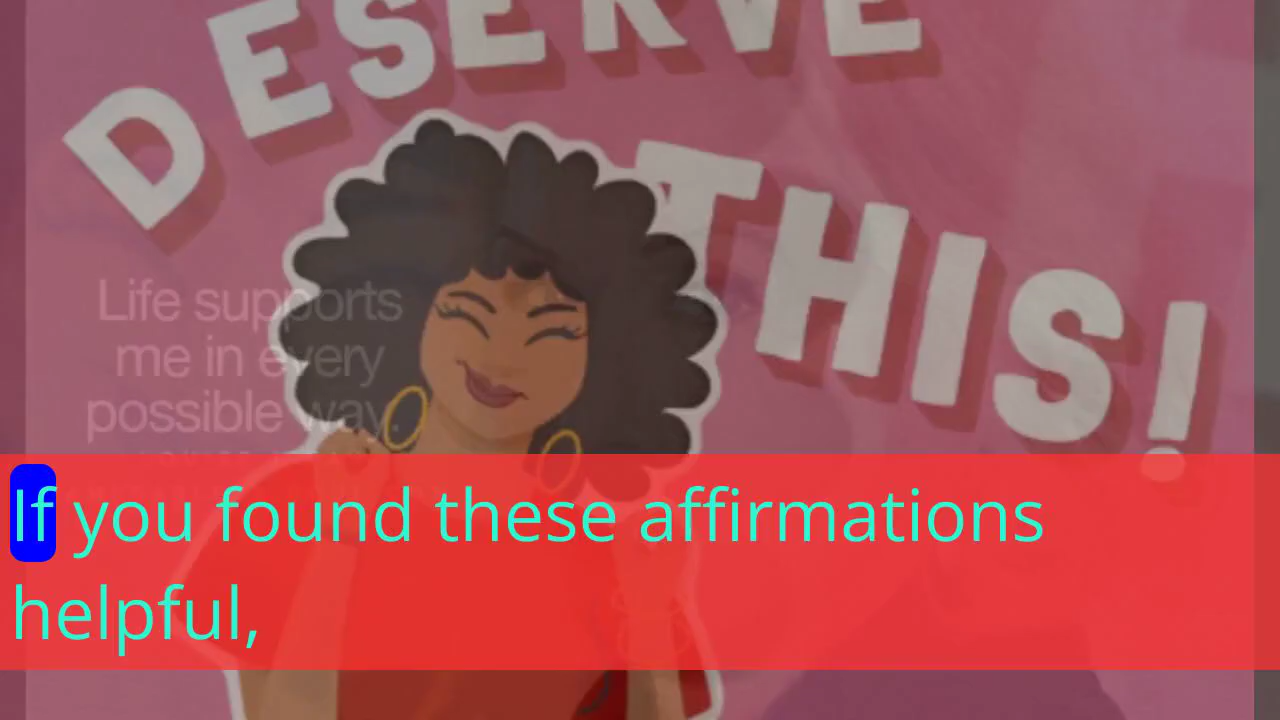 DESERVE
THIS!
Life supports
me in every
possible way.
If you found these affirmations
helpful,